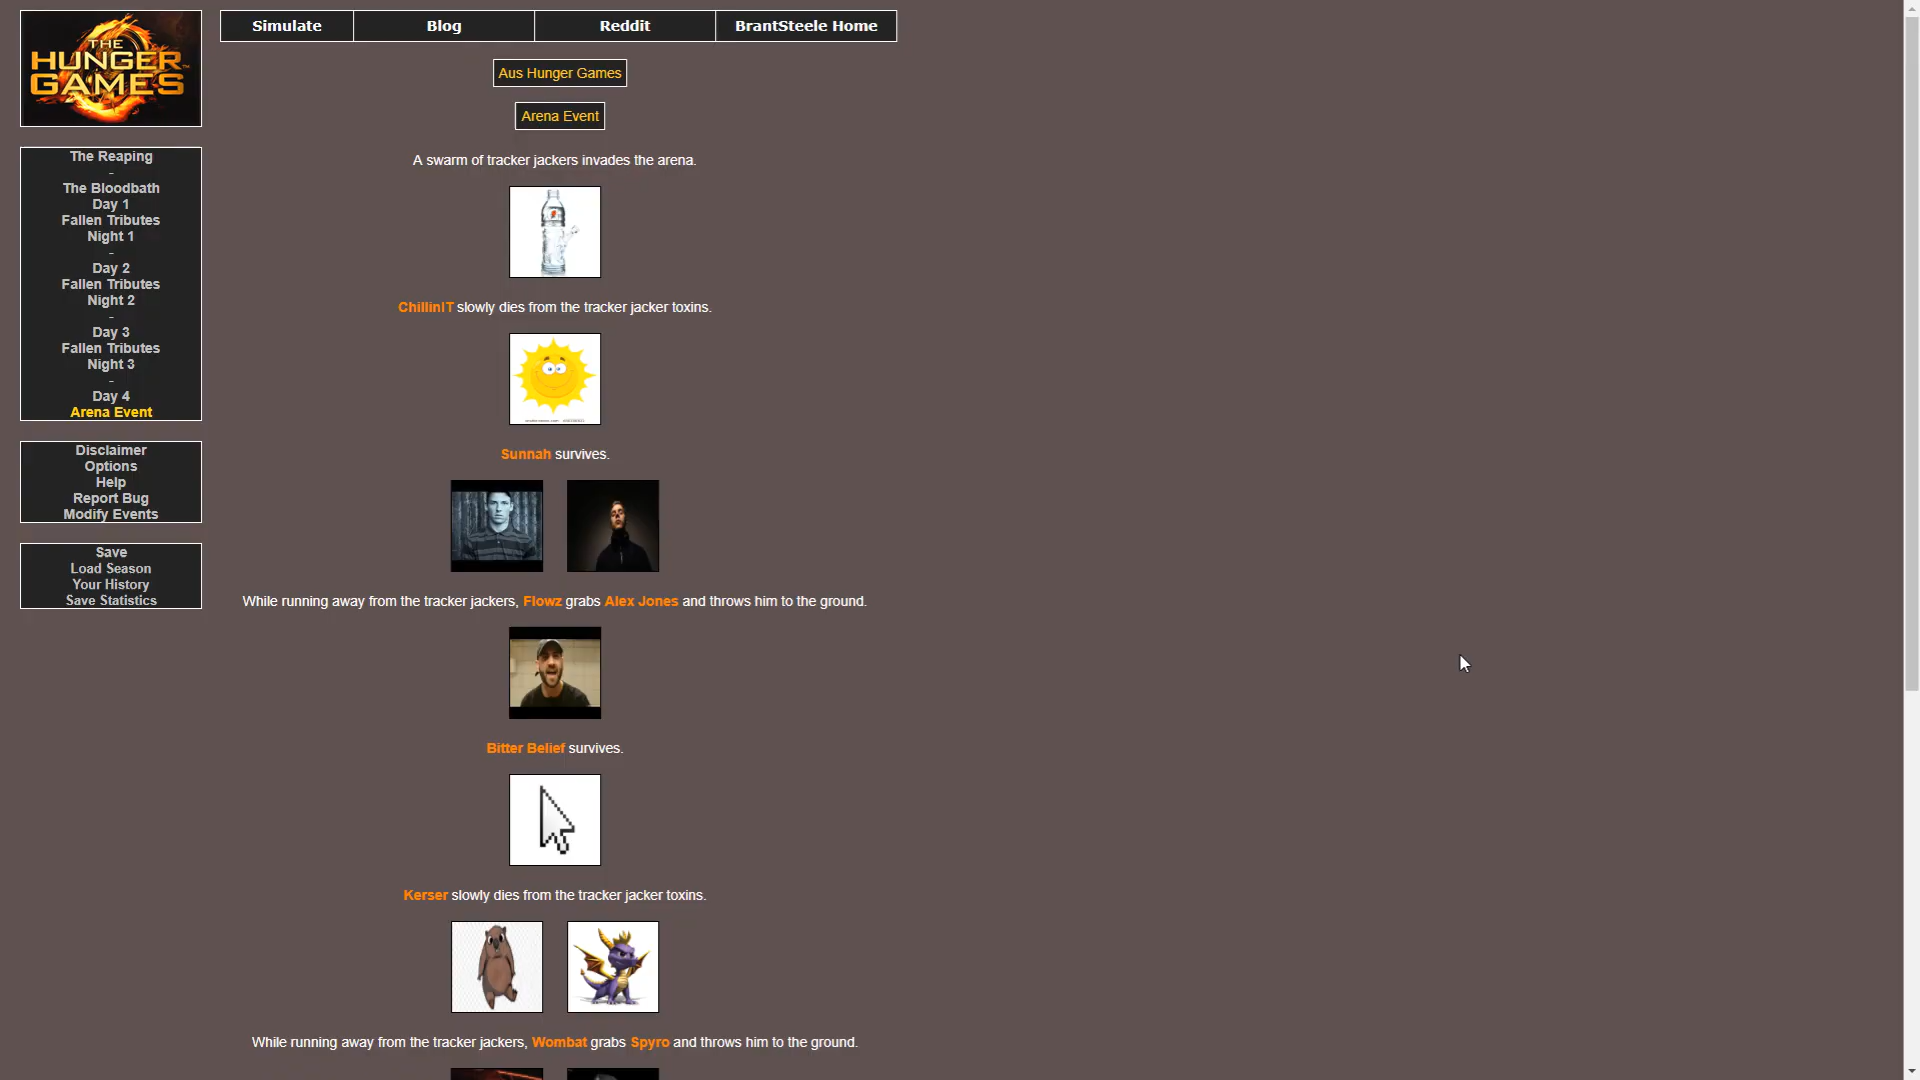 THE
HUNGER
GAMES
Simulate
Blog
Reddit
BrantSteele Home
Aus Hunger Games
Arena Event
The Reaping
-
The Bloodbath
Day 1
Fallen Tributes
Night 1
-
Day 2
Fallen Tributes
Night 2
-
Day 3
Fallen Tributes
Night 3
-
Day 4
Arena Event
Disclaimer
Options
Help
Report Bug
Modify Events
Save
Load Season
Your History
Save Statistics
A swarm of tracker jackers invades the arena.
ChillinIT slowly dies from the tracker jacker toxins.
Sunnah survives.
While running away from the tracker jackers, Flowz grabs Alex Jones and throws him to the ground.
Bitter Belief survives.
Kerser slowly dies from the tracker jacker toxins.
While running away from the tracker jackers, Wombat grabs Spyro and throws him to the ground.